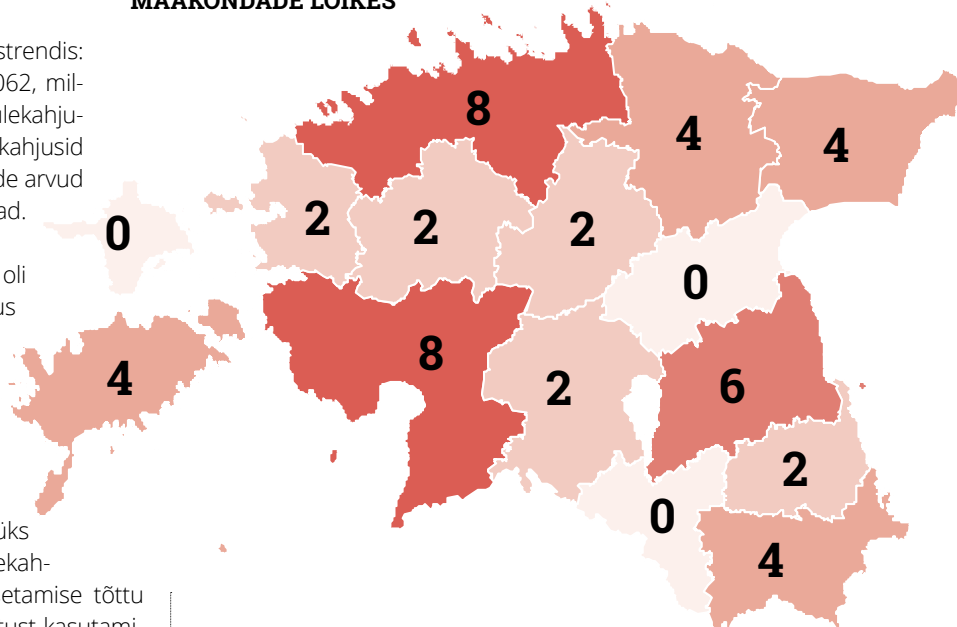 MAAKONDADE LÕIKES
strendis:
062, mil-
ulekahju-
kahjusid
de arvud
ad.
oli
us
üks
ekah-
etamise tõttu
8
4
4
0
2
2
2
0
4
8
2
6
2
0
4